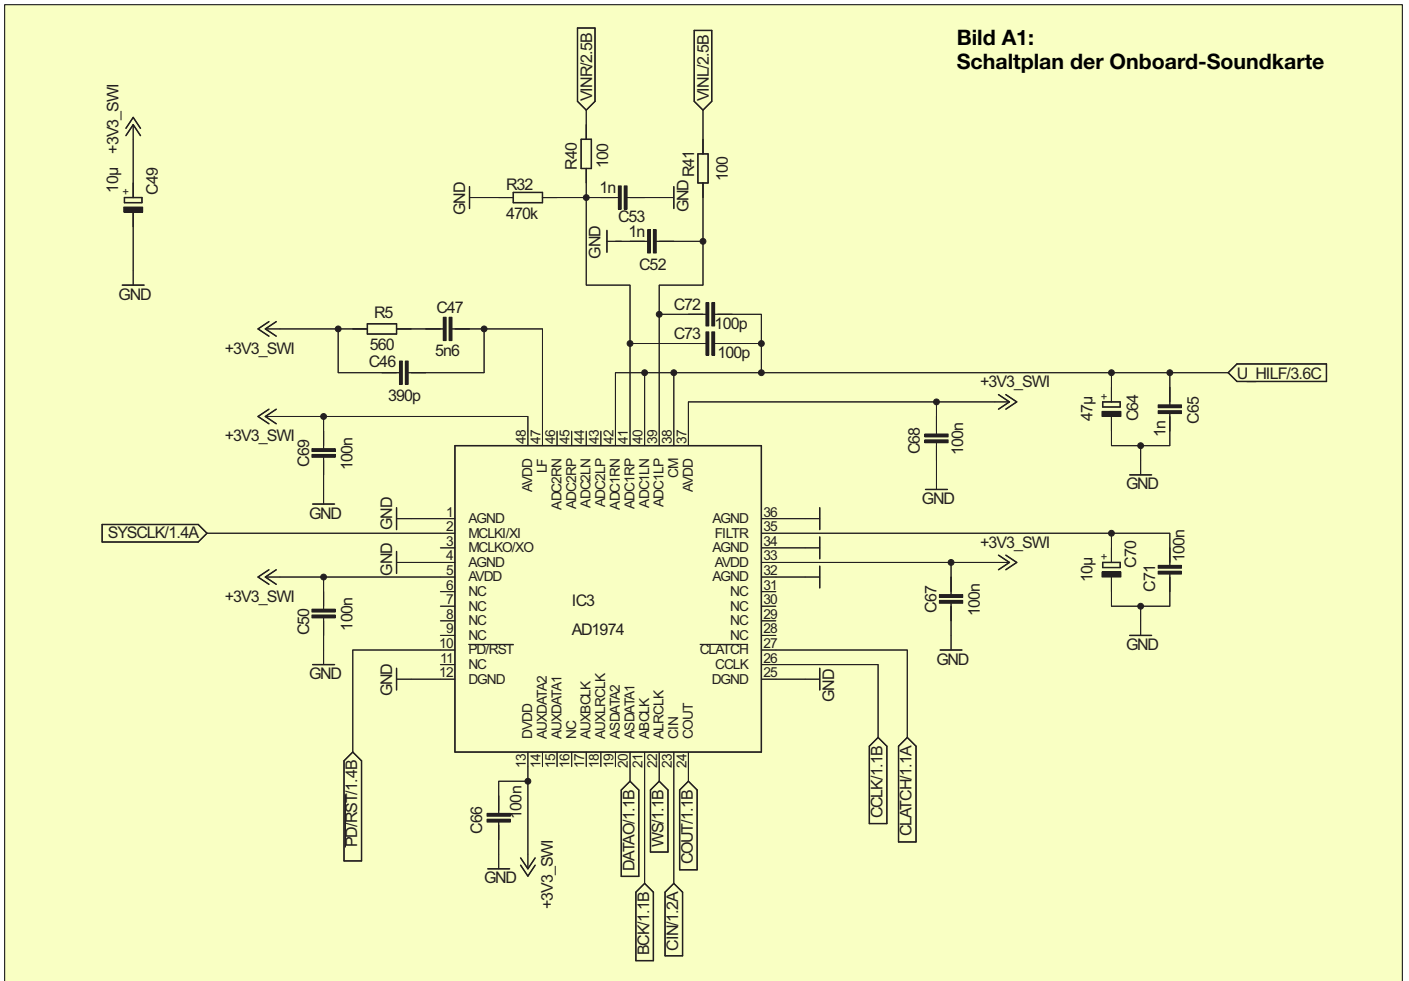 Bild A1:
Schaltplan der Onboard-Soundkarte
VINR/2.5B
VINL/2.5B
+3V3_SWI
10µ
+
C49
GND
R40
100
R41
100
GND
R32
470k
1n
C53
GND
GND
1n
C52
C72
100p
C73
100p
R5
560
C47
5n6
C46
390p
+3V3_SWI
U_HILF/3.6C
+3V3_SWI
47µ
+
C64
1n
C65
GND
+3V3_SWI
C69
100n
GND
C68
100n
GND
48 47 46 45 44 43 42 41 40 39 38 37
AVDD
LF
ADC2RN
ADC2RP
ADC2LN
ADC2LP
ADC1RN
ADC1RP
ADC1LN
ADC1LP
CM
AVDD
SYSCLK/1.4A
GND
GND
GND
1 AGND
2 MCLKI/XI
3 MCLKO/XO
4 AGND
5 AVDD
6 NC
7 NC
8 NC
9 NC
10 PD/RST
11 NC
12 DGND
+3V3_SWI
C50
100n
GND
IC3
AD1974
AGND 36
FILTR 35
AGND 34
AVDD 33
AGND 32
NC 31
NC 30
NC 29
NC 28
CLATCH 27
CCLK 26
DGND 25
GND
+3V3_SWI
C67
100n
GND
10µ
+
C70
C71
100n
GND
DVDD
AUXDATA2
AUXDATA1
NC
AUXBCLK
AUXLRCLK
ASDATA2
ASDATA1
ABCLK
ALRCLK
CIN
COUT
13 14 15 16 17 18 19 20 21 22 23 24
C66
100n
GND
+3V3_SWI
PD/RST/1.4B
DATAO/1.1B
BCK/1.1B
WS/1.1B
CIN/1.2A
COUT/1.1B
CCLK/1.1B
CLATCH/1.1A